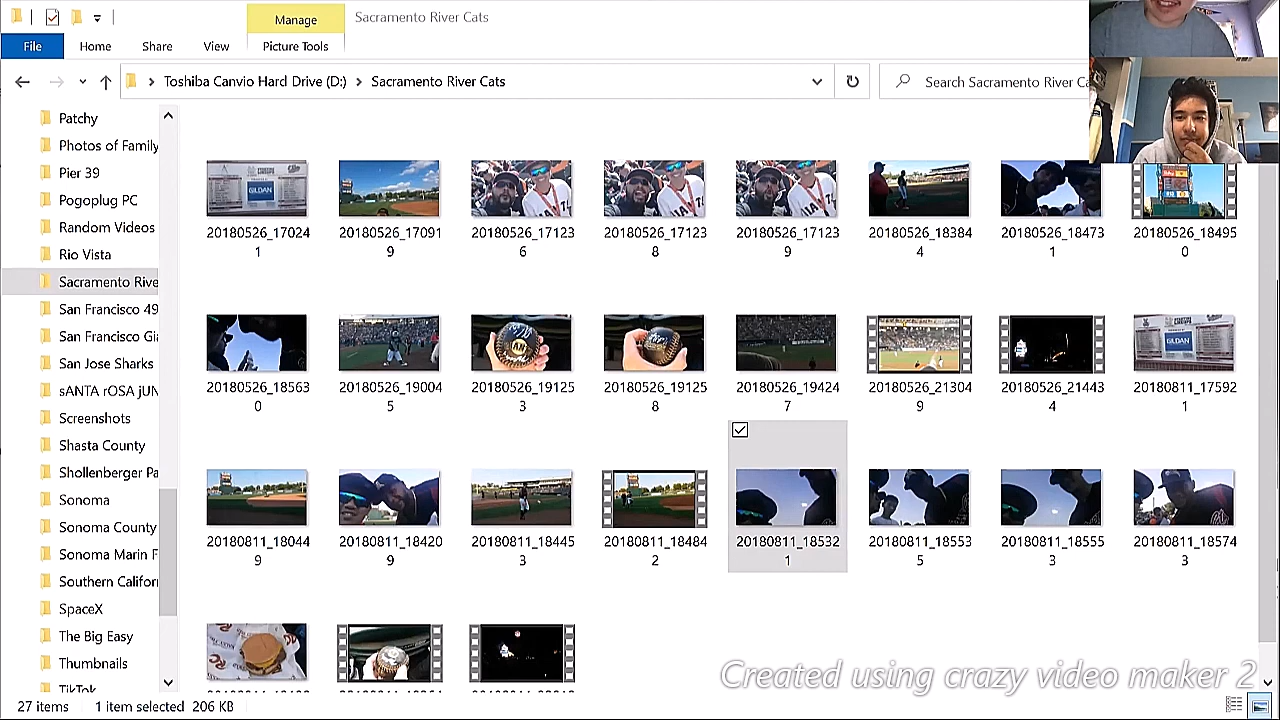 Manage
Sacramento River Cats
File
Home
Share
View
Picture Tools
Toshiba Canvio Hard Drive (D:)
Sacramento River Cats
Search Sacramento River Ca
Patchy
Photos of Family
Pier 39
Pogoplug PC
Random Videos
Rio Vista
Sacramento Rive
San Francisco 49
San Francisco Gi
San Jose Sharks
sANTA rOSA jUN
Screenshots
Shasta County
Shollenberger Pa
Sonoma
Sonoma County
Sonoma Marin F
Southern Califor
SpaceX
The Big Easy
Thumbnails
TikTok
GILDAN
20180526_17024
1
20180526_17091
9
20180526_17123
6
20180526_17123
8
20180526_17123
9
20180526_18384
4
20180526_18473
1
20180526_18495
0
20180526_18563
0
20180526_19004
5
20180526_19125
3
20180526_19125
8
20180526_19424
7
20180526_21304
9
20180526_21443
4
GILDAN
20180811_17592
1
20180811_18044
9
20180811_18420
9
20180811_18445
3
20180811_18484
2
20180811_18532
1
20180811_18553
5
20180811_18555
3
20180811_18574
3
Created using crazy video maker 2
27 items
1 item selected 206 KB